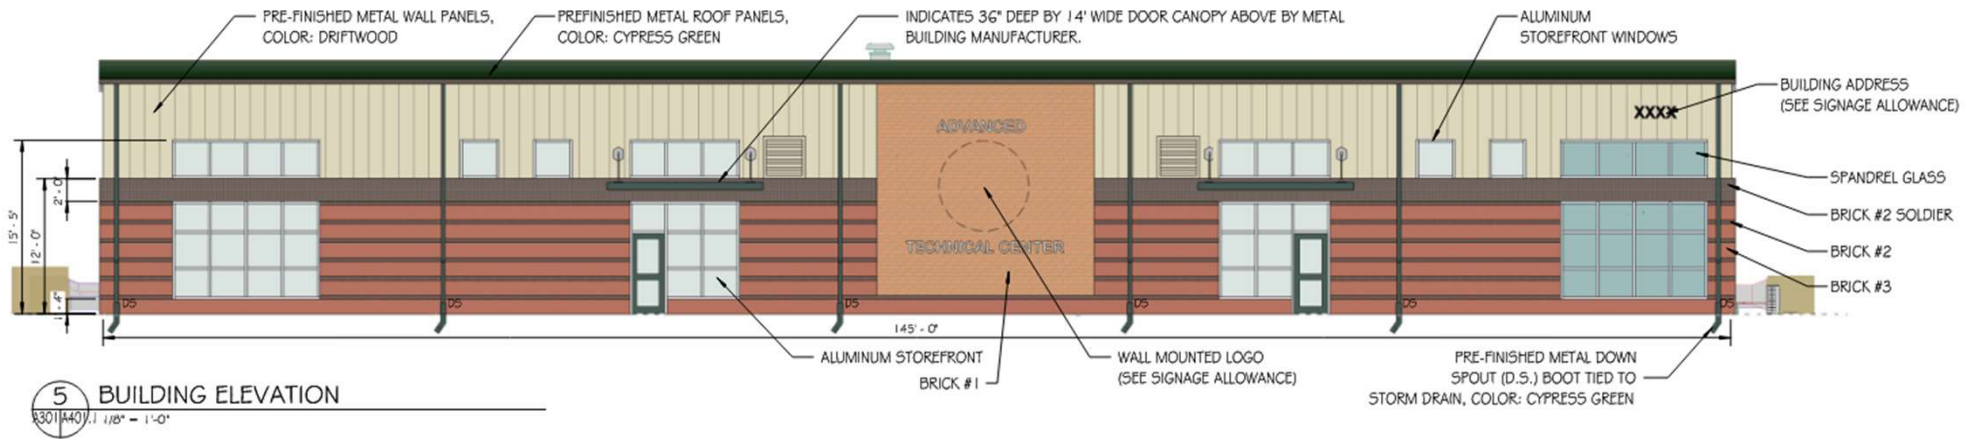 PRE-FINISHED METAL WALL PANELS,
COLOR: DRIFTWOOD
PREFINISHED METAL ROOF PANELS,
COLOR: CYPRESS GREEN
INDICATES 36" DEEP BY 14' WIDE DOOR CANOPY ABOVE BY METAL
BUILDING MANUFACTURER.
ALUMINUM
STOREFRONT WINDOWS
BUILDING ADDRESS
(SEE SIGNAGE ALLOWANCE)
XXXX
ADVANCED
TECHNICAL CENTER
SPANDREL GLASS
BRICK #2 SOLDIER
BRICK #2
BRICK #3
15' - 5"
12' - 0"
2' - 0"
1' - 4"
DS
DS
DS
DS
DS
DS
145' - 0"
ALUMINUM STOREFRONT
BRICK #1
WALL MOUNTED LOGO
(SEE SIGNAGE ALLOWANCE)
PRE-FINISHED METAL DOWN
SPOUT (D.S.) BOOT TIED TO
STORM DRAIN, COLOR: CYPRESS GREEN
5 BUILDING ELEVATION
A301 A401.1 1/8" = 1'-0"